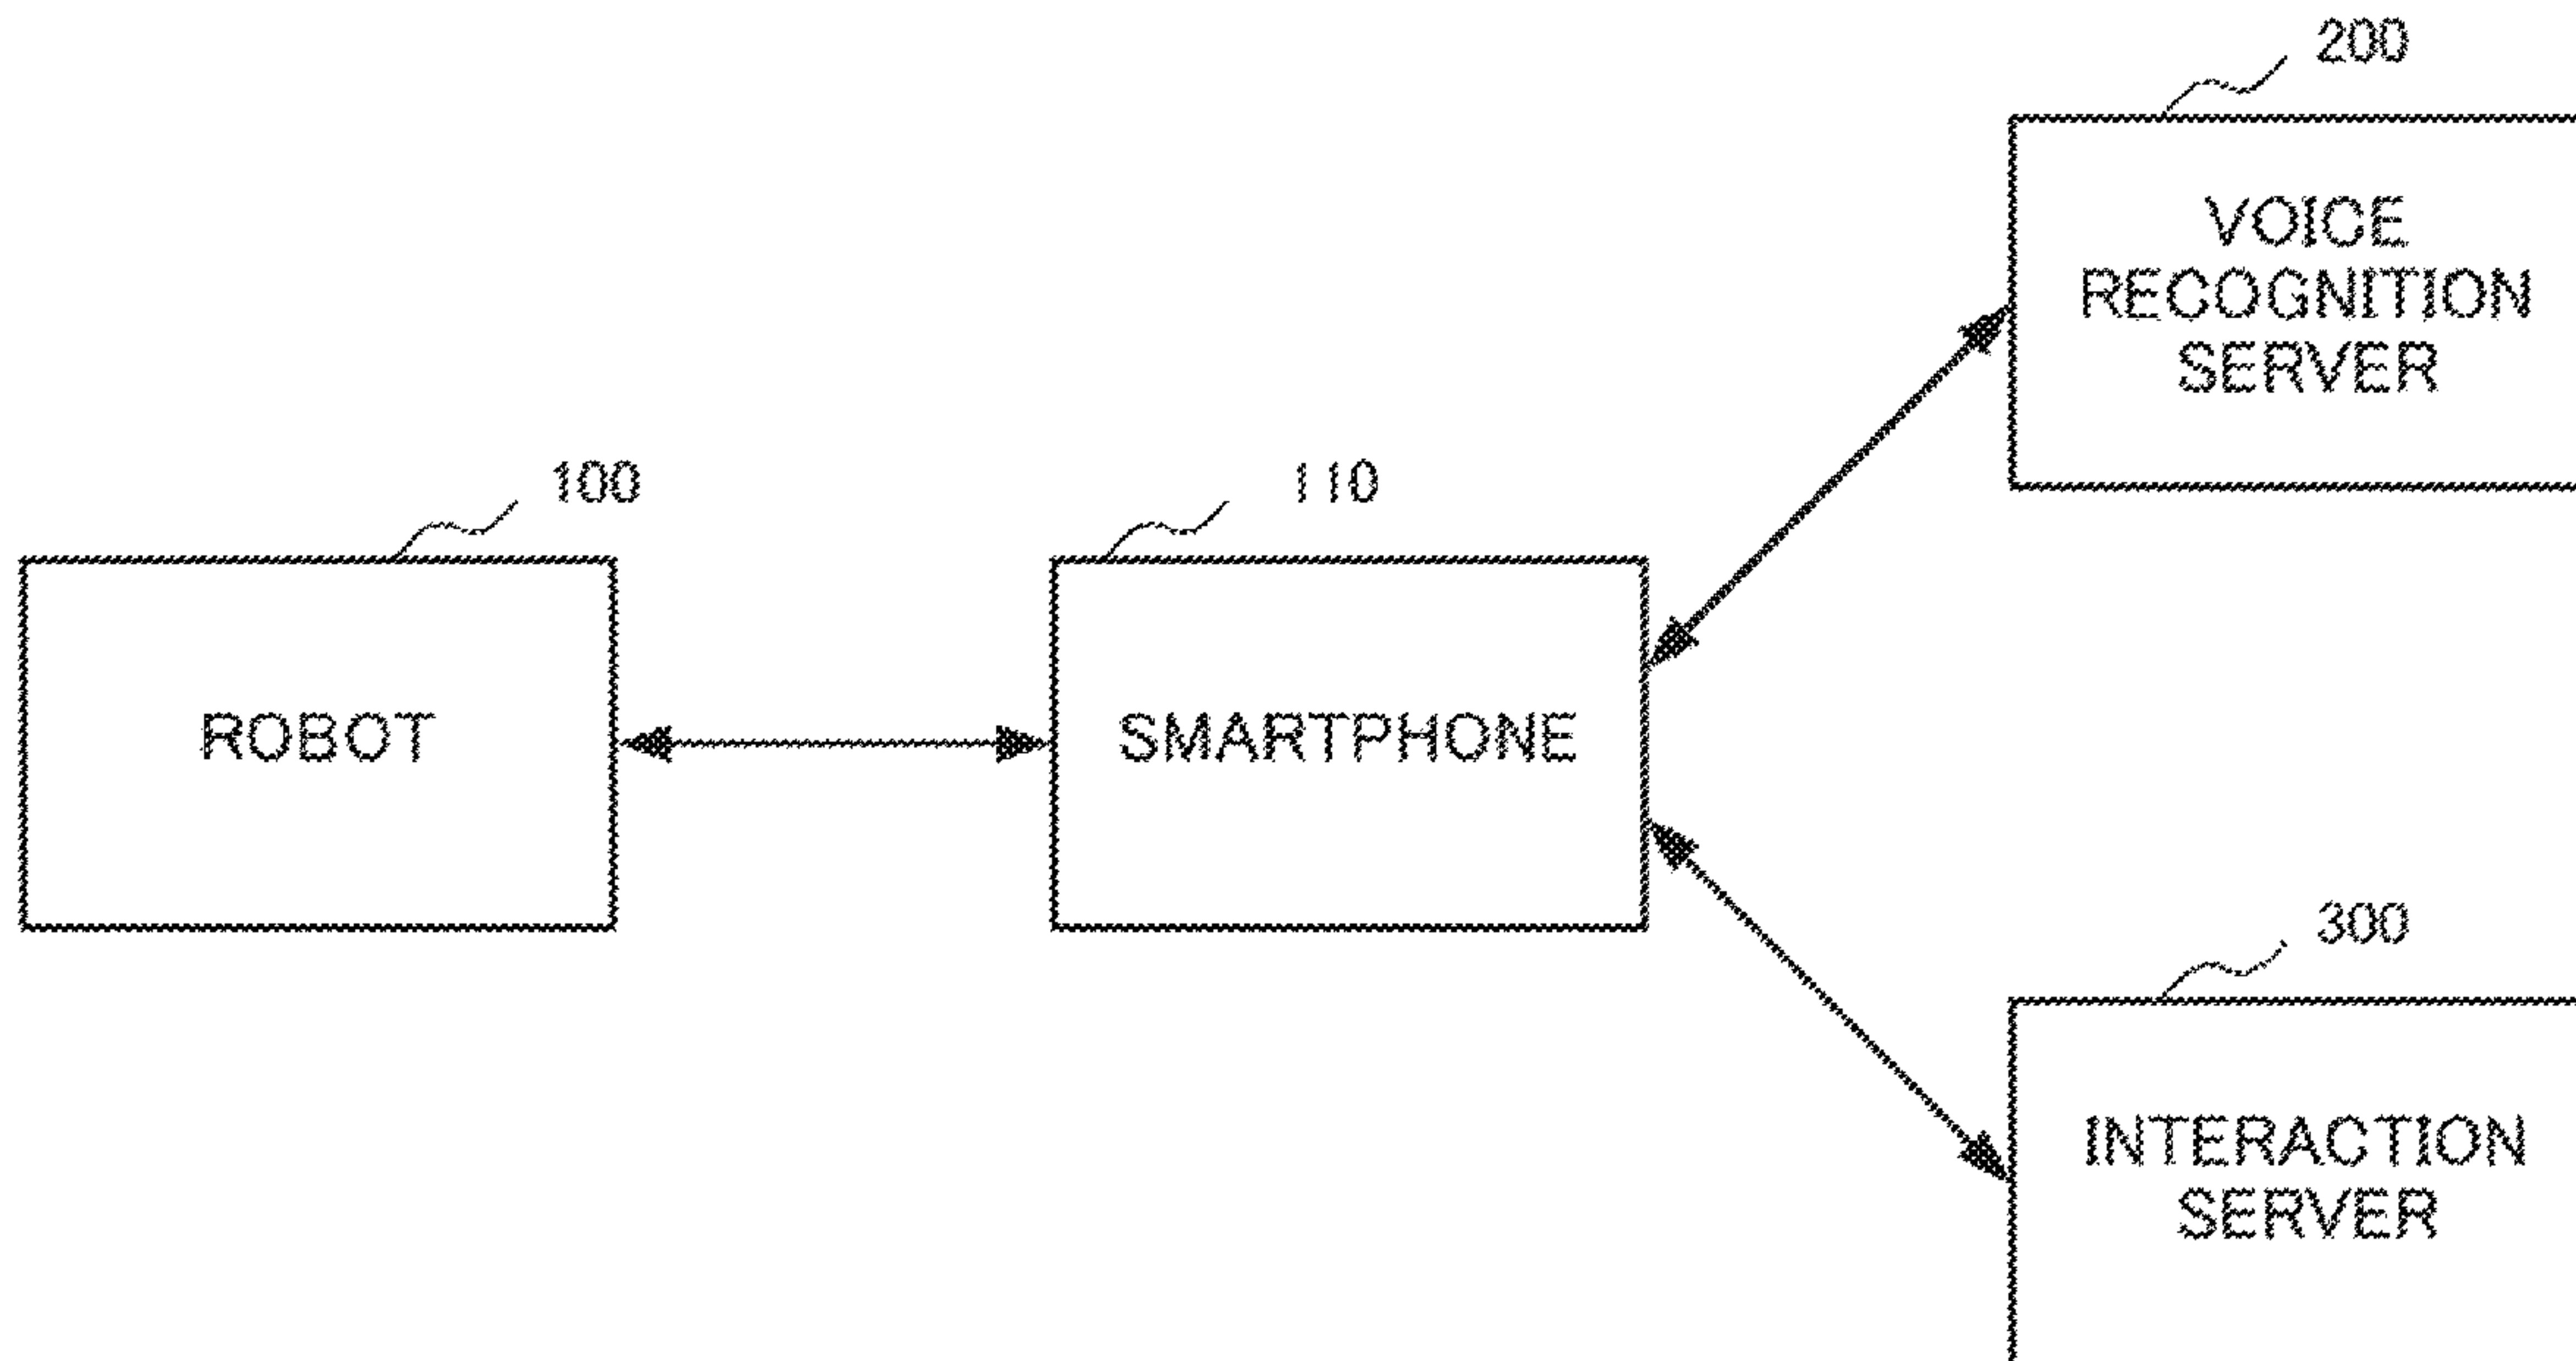 200
VOICE
RECOGNITION
SERVER
100
110
ROBOT
SMARTPHONE
300
INTERACTION
SERVER